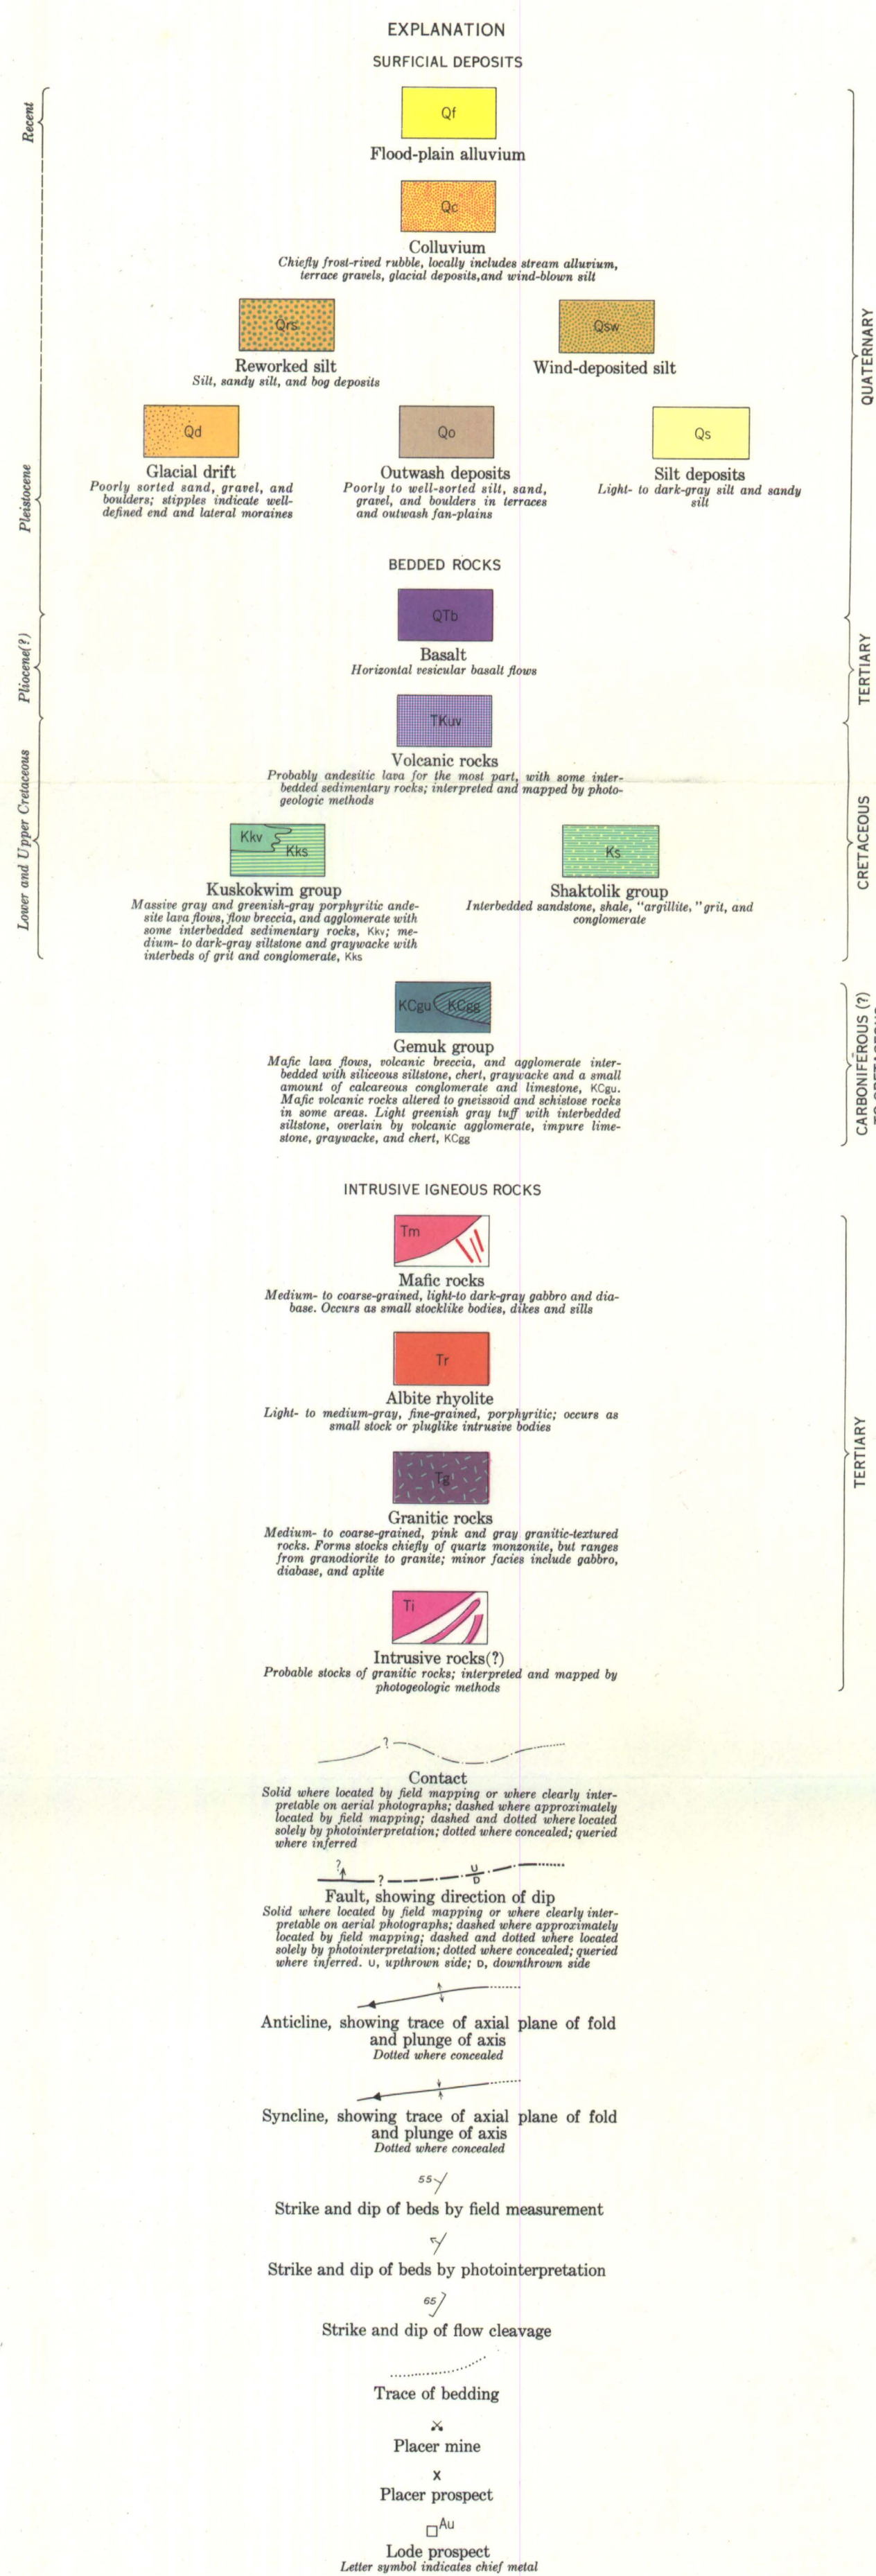 EXPLANATION
SURFICIAL DEPOSITS
Recent
Qf
Flood-plain alluvium
Qc
Colluvium
Chiefly frost-rived rubble, locally includes stream alluvium,
terrace gravels, glacial deposits,and wind-blown silt
QUATERNARY
Qrs
Qsw
Reworked silt
Silt, sandy silt, and bog deposits
Wind-deposited silt
Pleistocene
Qd
Glacial drift
Poorly sorted sand, gravel, and
boulders; stipples indicate well-
defined end and lateral moraines
Qo
Outwash deposits
Poorly to well-sorted silt, sand,
gravel, and boulders in terraces
and outwash fan-plains
Qs
Silt deposits
Light- to dark-gray silt and sandy
silt
BEDDED ROCKS
Pliocene(?)
QTb
Basalt
Horizontal vesicular basalt flows
TERTIARY
TKuv
Volcanic rocks
Probably andesitic lava for the most part, with some inter-
bedded sedimentary rocks; interpreted and mapped by photo-
geologic methods
Lower and Upper Cretaceous
CRETACEOUS
Kkv
Kks
Kuskokwim group
Massive gray and greenish-gray porphyritic ande-
site lava flows, flow breccia, and agglomerate with
some interbedded sedimentary rocks, Kkv; me-
dium- to dark-gray siltstone and graywacke with
interbeds of grit and conglomerate, Kks
Ks
Shaktolik group
Interbedded sandstone, shale, "argillite," grit, and
conglomerate
KCgu
KCgg
Gemuk group
Mafic lava flows, volcanic breccia, and agglomerate inter-
bedded with siliceous siltstone, chert, graywacke and a small
amount of calcareous conglomerate and limestone, KCgu.
Mafic volcanic rocks altered to gneissoid and schistose rocks
in some areas. Light greenish gray tuff with interbedded
siltstone, overlain by volcanic agglomerate, impure lime-
stone, graywacke, and chert, KCgg
CARBONIFEROUS (?)
INTRUSIVE IGNEOUS ROCKS
Tm
Mafic rocks
Medium- to coarse-grained, light-to dark-gray gabbro and dia-
base. Occurs as small stocklike bodies, dikes and sills
Tr
Albite rhyolite
Light- to medium-gray, fine-grained, porphyritic; occurs as
small stock or pluglike intrusive bodies
TERTIARY
Tg
Granitic rocks
Medium- to coarse-grained, pink and gray granitic-textured
rocks. Forms stocks chiefly of quartz monzonite, but ranges
from granodiorite to granite; minor facies include gabbro,
diabase, and aplite
Ti
Intrusive rocks(?)
Probable stocks of granitic rocks; interpreted and mapped by
photogeologic methods
?
Contact
Solid where located by field mapping or where clearly inter-
pretable on aerial photographs; dashed where approximately
located by field mapping; dashed and dotted where located
solely by photointerpretation; dotted where concealed; queried
where inferred
? ? U D
Fault, showing direction of dip
Solid where located by field mapping or where clearly inter-
pretable on aerial photographs; dashed where approximately
located by field mapping; dashed and dotted where located
solely by photointerpretation; dotted where concealed; queried
where inferred. U, upthrown side; D, downthrown side
Anticline, showing trace of axial plane of fold
and plunge of axis
Dotted where concealed
Syncline, showing trace of axial plane of fold
and plunge of axis
Dotted where concealed
55
Strike and dip of beds by field measurement
Strike and dip of beds by photointerpretation
65
Strike and dip of flow cleavage
Trace of bedding
Placer mine
x
Placer prospect
Au
Lode prospect
Letter symbol indicates chief metal